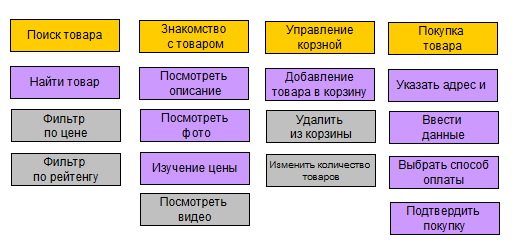 Поиск товара
Найти товар
Фильтр
по цене
Фильтр
по рейтенгу
Знакомство
с товаром
Посмотреть
описание
Посмотреть
фото
Изучение цены
Посмотреть
видео
Управление
корзной
Добавление
товара в корзину
Удалить
из корзины
Изменить количество
товаров
Покупка
товара
Указать адрес и
Ввести
данные
Выбрать способ
оплаты
Подтвердить
покупку